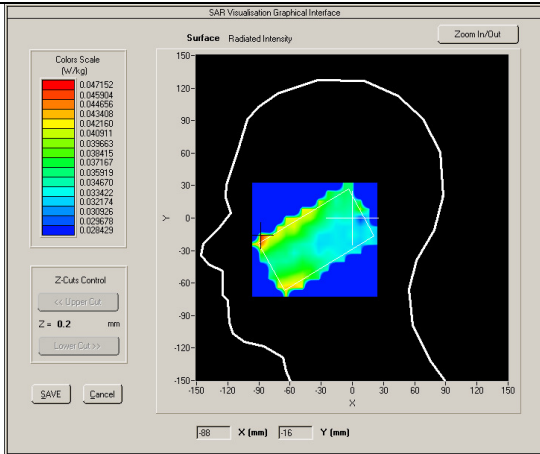 SAR Visualisation Graphical Interface
Surface Radiated Intensity
Zoom In/Out
Colors Scale
(W/kg)
0.047152
0.045904
0.044656
0.043408
0.042160
0.040911
0.039663
0.038415
0.037167
0.035919
0.034670
0.033422
0.032174
0.030926
0.029678
0.028429
Z-Cuts Control
<< Upper Cut
Z = 0.2 mm
Lower Cut >>
SAVE Cancel
Y
150-
120-
90-
60-
30-
0-
-30-
-60-
-90-
-120-
-150-
-150 -120 -90 -60 -30 0 30 60 90 120 150
X
-88 X (mm) -16 Y (mm)